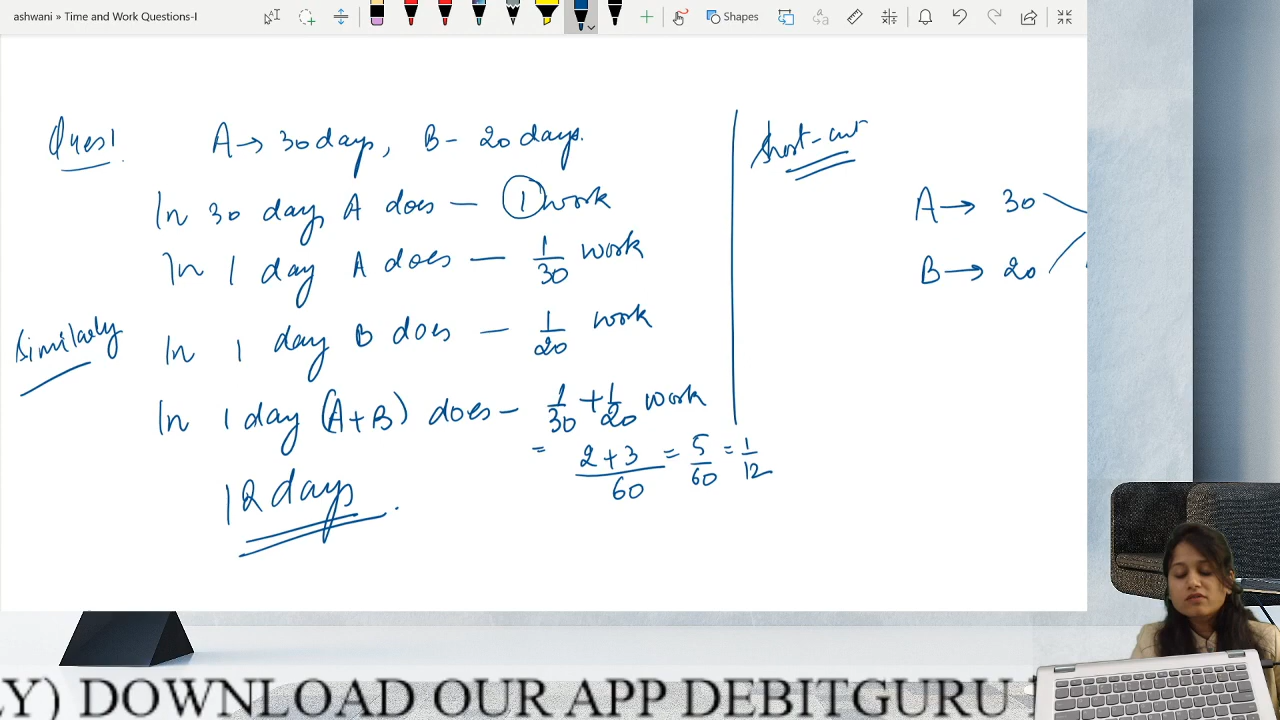 ashwani » Time and Work Questions-I
Shapes
Ques1. A→ 30 days, B- 20 days.
In 30 day, A does — 1 work
In 1 day A does — 1/30 work
Similarly In 1 day B does — 1/20 work
In 1 day (A+B) does - 1/30 + 1/20 work
= 2+3/60 = 5/60 = 1/12
12 days.
Short-cut
A→ 30
B→ 20
Y) DOWNLOAD OUR APP DEBITGURU